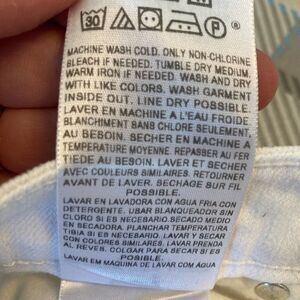 30 P ®
MACHINE WASH COLD. ONLY NON-CHLORINE
BLEACH IF NEEDED. TUMBLE DRY MEDIUM.
WARM IRON IF NEEDED. WASH AND DRY
WITH LIKE COLORS. WASH GARMENT
INSIDE OUT. LINE DRY POSSIBLE.
LAVER EN MACHINE A L'EAU FROIDE.
BLANCHIMENT SANS CHLORE SEULEMENT,
AU BESOIN. SECHER EN MACHINE A
TEMPERATURE MOYENNE. REPASSER AU FER
TIEDE AU BESOIN. LAVER ET SECHER
AVEC COULEURS SIMILAIRES. RETOURNER
AVANT DE LAVER. SECHAGE SUR FIL
POSSIBLE.
LAVAR EN LAVADORA CON AGUA FRIA CON
DETERGENTE. USAR BLANQUEADOR SIN
CLORO SI ES NECESARIO. SECADO MEDIO
EN SECADORA. PLANCHAR TEMPERATURA
TIBIA SI ES NECESARIO. LAVAR Y SECAR
CON COLORES SIMILARES. LAVAR PRENDA
AL REVES. COLGAR PARA SECAR SI ES
POSIBLE.
LAVAR EM MAQUINA DE LAVAR COM AGUA